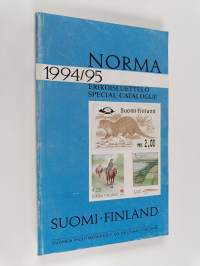 NORMA
1994/95
ERIKOISLUETTELO
SPECIAL CATALOGUE
SUOMI-FINLAND
2,00
SUOMI·FINLAND